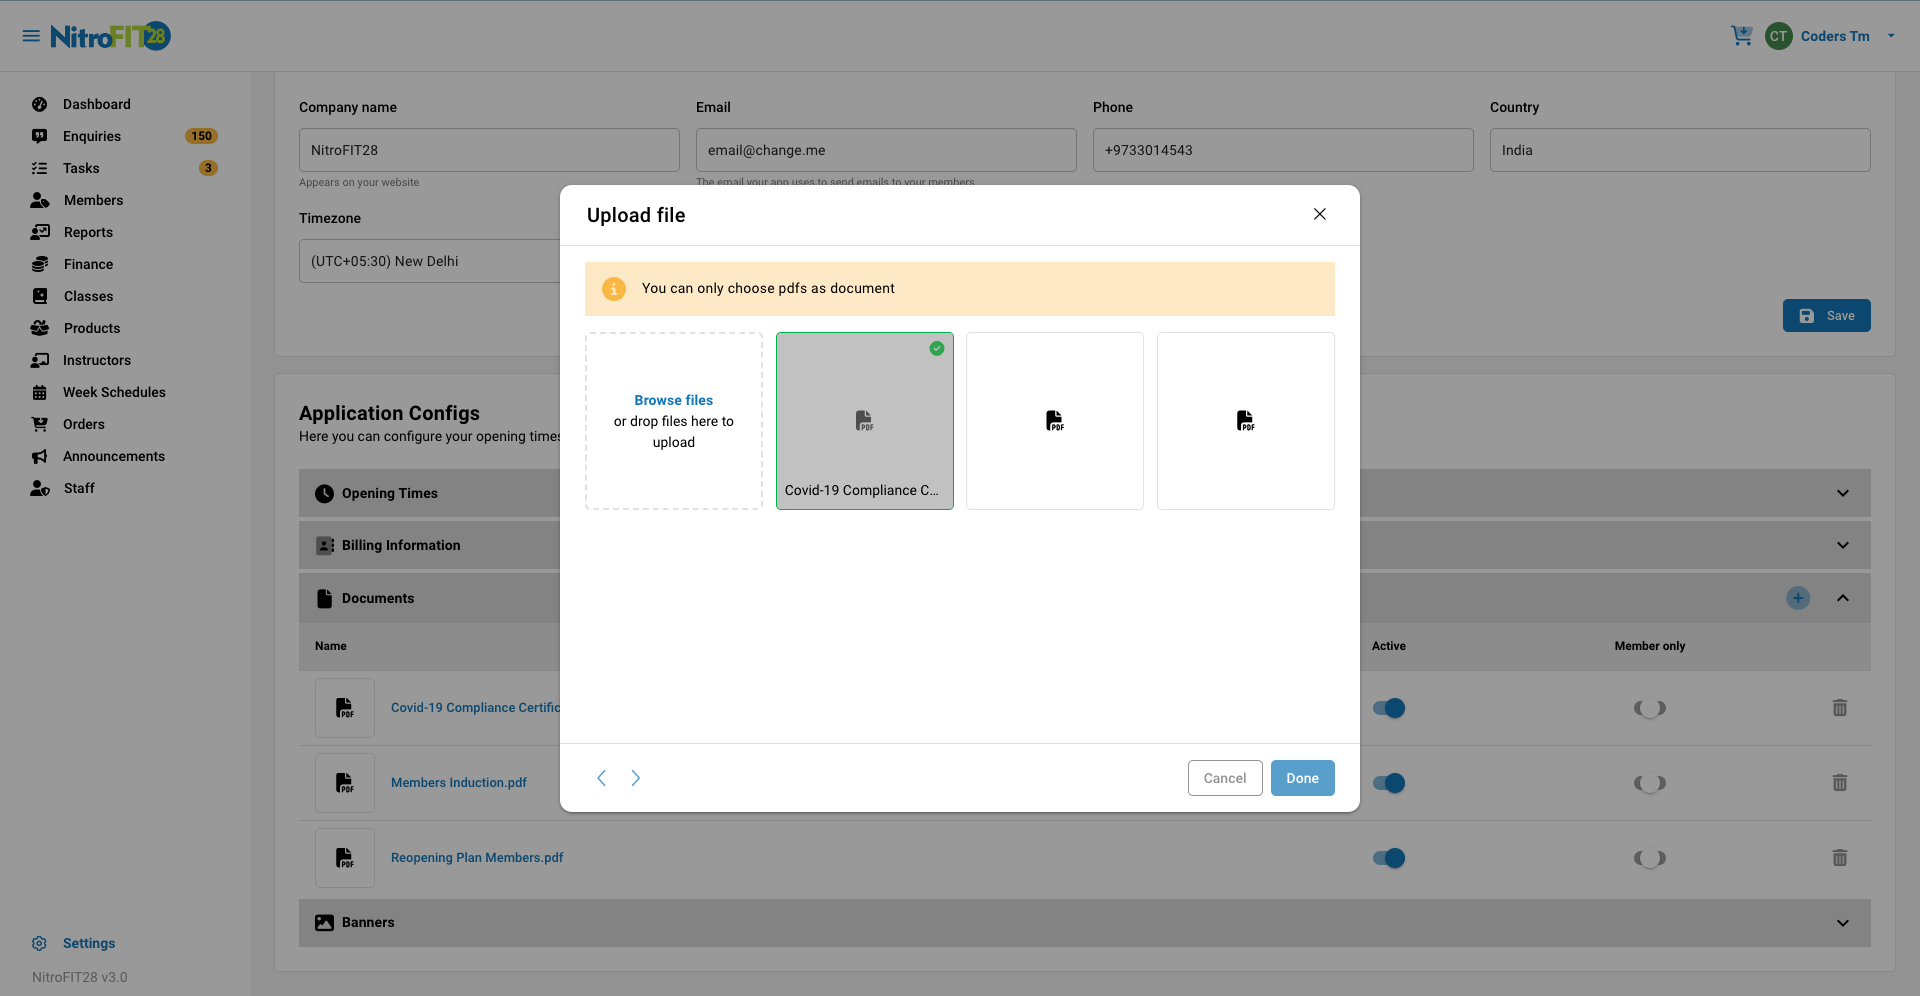 NitroFIT28
CT
Coders Tm
Dashboard
Enquiries
150
Tasks
3
Members
Reports
Finance
Classes
Products
Instructors
Week Schedules
Orders
Announcements
Staff
Settings
NitroFIT28 v3.0
Company name
Email
Phone
Country
NitroFIT28
email@change.me
+9733014543
India
Appears on your website
The email your app uses to send emails to your members
Timezone
(UTC+05:30) New Delhi
Save
Application Configs
Here you can configure your opening times
Opening Times
Billing Information
Documents
Name
Active
Member only
PDF
Covid-19 Compliance Certific
PDF
Members Induction.pdf
PDF
Reopening Plan Members.pdf
Banners
Upload file
You can only choose pdfs as document
Browse files
or drop files here to
upload
PDF
Covid-19 Compliance C...
PDF
PDF
Cancel
Done